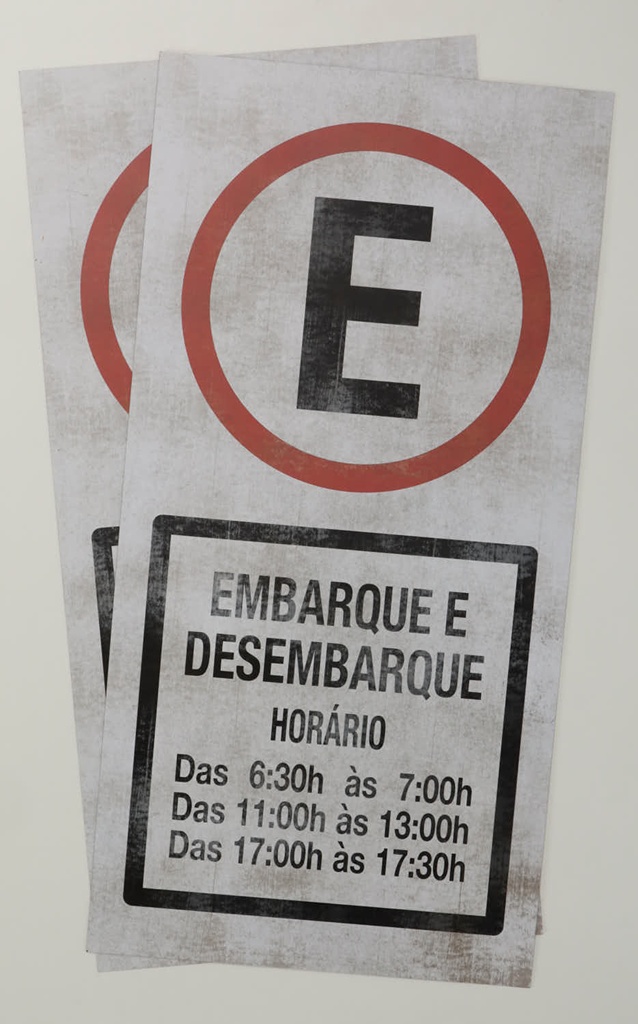 E
EMBARQUE E
DESEMBARQUE
HORÁRIO
Das 6:30h às 7:00h
Das 11:00h às 13:00h
Das 17:00h às 17:30h